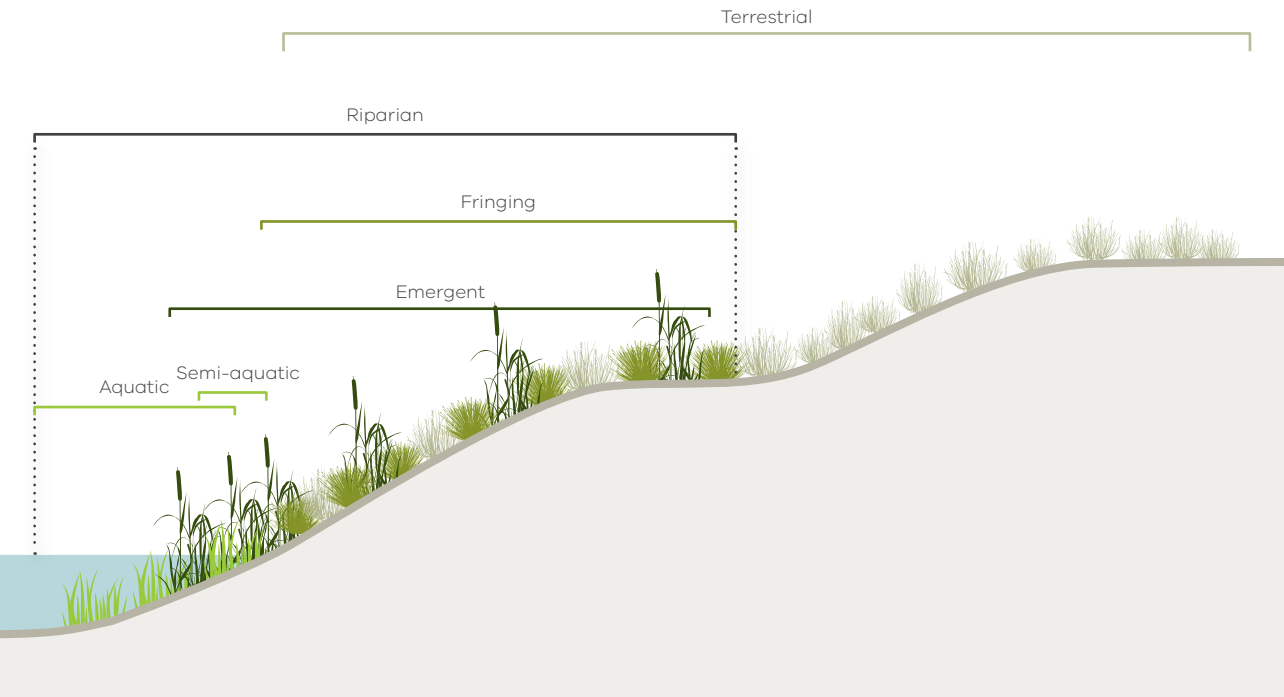 Terrestrial
Riparian
Fringing
Emergent
Semi-aquatic
Aquatic